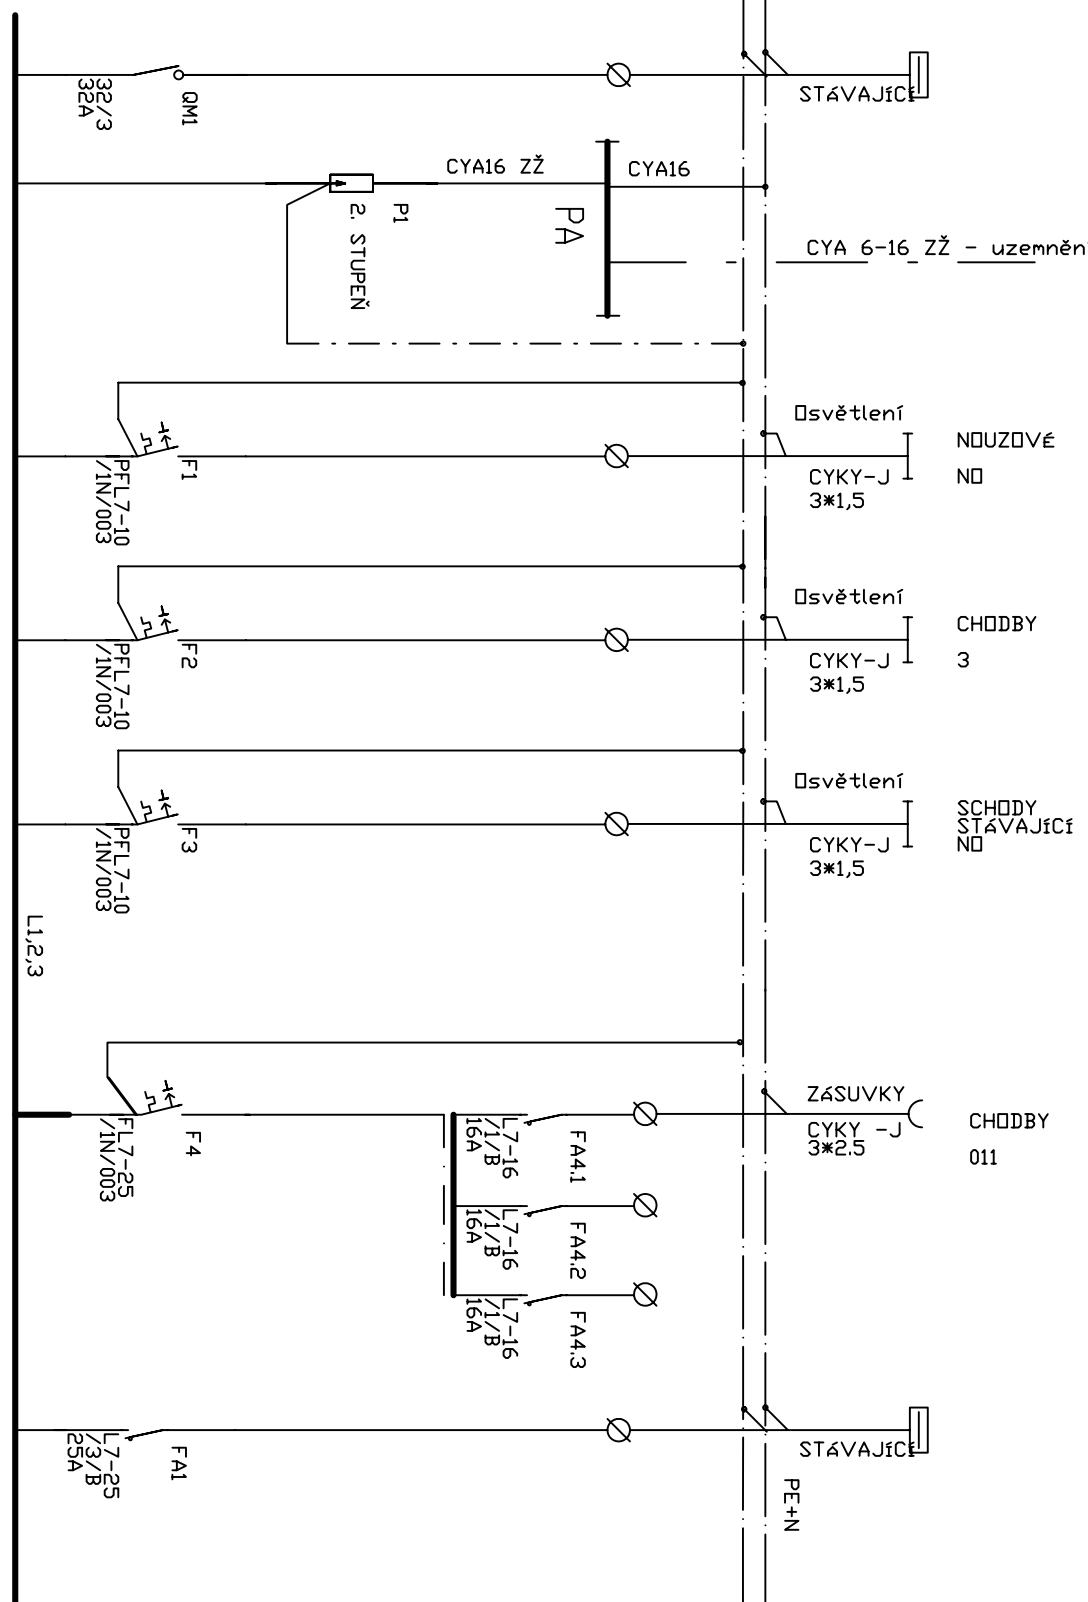 32/3
32A
QM1
STáVAJíCí
CYA16 ZŽ
CYA16
P1
2. STUPEŇ
PA
CYA 6-16 ZŽ - uzemněn
Osvětlení
NOUZOVÉ
NO
F1
PFL7-10
/1N/003
CYKY-J
3*1,5
Osvětlení
CHODBY
3
F2
PFL7-10
/1N/003
CYKY-J
3*1,5
Osvětlení
SCHODY
STáVAJíCí
NO
F3
PFL7-10
/1N/003
CYKY-J
3*1,5
L1,2,3
ZáSUVKY
CYKY -J
3*2.5
CHODBY
011
F4
FL7-25
/1N/003
L7-16
/1/B
16A
FA4.1
L7-16
/1/B
16A
FA4.2
L7-16
/1/B
16A
FA4.3
L7-25
/3/B
25A
FA1
STáVAJíCí
PE+N